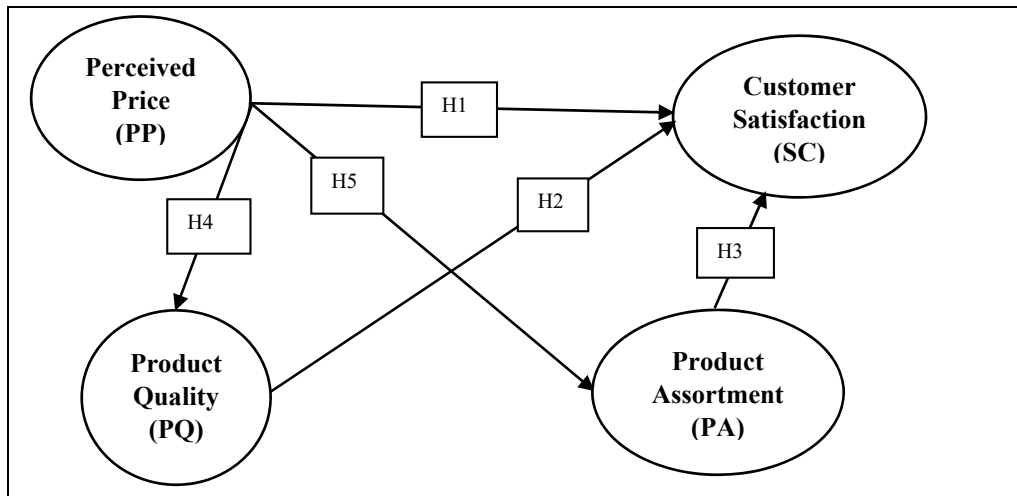 Perceived
Price
(PP)
H1
Customer
Satisfaction
(SC)
H5
H2
H4
H3
Product
Quality
(PQ)
Product
Assortment
(PA)